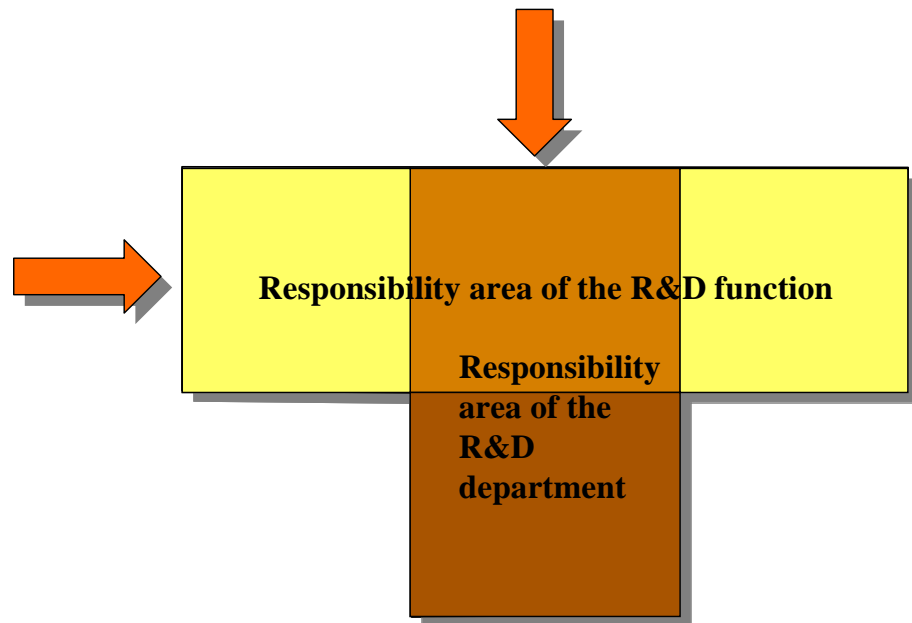 Responsibility area of the R&D function
Responsibility
area of the
R&D
department